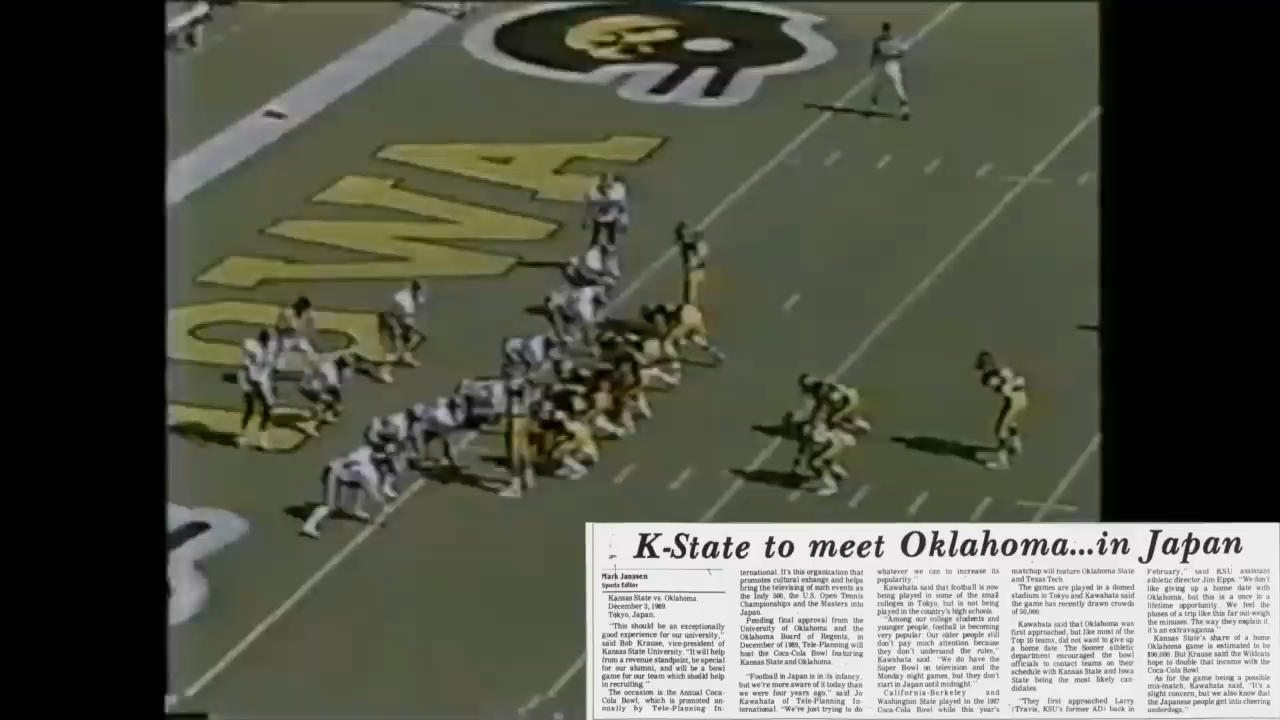 IOWA
K-State to meet Oklahoma...in Japan
Mark Janssen
Sports Editor
Kansas State vs. Oklahoma.
December 3, 1989.
Tokyo, Japan.
"This should be an exceptionally
good experience for our university,"
said Bob Krause, vice-president of
Kansas State University. "It will help
from a revenue standpoint, be special
for our alumni, and will be a bowl
game for our team which should help
in recruiting."
The occasion is the Annual Coca-
Cola Bowl, which is promoted an-
nually by Tele-Planning In-
ternational. It's this organization that
promotes cultural exhange and helps
bring the televising of such events as
the Indy 500, the U.S. Open Tennis
Championships and the Masters into
Japan.
Pending final approval from the
University of Oklahoma and the
Oklahoma Board of Regents, in
December of 1989, Tele-Planning will
host the Coca-Cola Bowl featuring
Kansas State and Oklahoma.
"Football in Japan is in its infancy,
but we're more aware of it today than
we were four years ago," said Jo
Kawahata of Tele-Planning In-
ternational. "We're just trying to do
whatever we can to increase its
popularity."
Kawahata said that football is now
being played in some of the small
colleges in Tokyo, but is not being
played in the country's high schools.
"Among our college students and
younger people, football is becoming
very popular. Our older people still
don't pay much attention because
they don't undersand the rules,"
Kawahata said. "We do have the
Super Bowl on television and the
Monday night games, but they don't
start in Japan until midnight."
California-Berkeley and
Washington State played in the 1987
Coca-Cola Bowl while this year's
matchup will feature Oklahoma State
and Texas Tech.
The games are played in a domed
stadium in Tokyo and Kawahata said
the game has recently drawn crowds
of 50,000.
Kawahata said that Oklahoma was
first approached, but like most of the
Top 10 teams, did not want to give up
a home date. The Sooner athletic
department encouraged the bowl
officials to contact teams on their
schedule with Kansas State and Iowa
State being the most likely can-
didates.
"They first approached Larry
(Travis, KSU's former AD) back in
February," said KSU assistant
athletic director Jim Epps. "We don't
like giving up a home date with
Oklahoma, but this is a once in a
lifetime opportunity. We feel the
pluses of a trip like this far out-weigh
the minuses. The way they explain it,
it's an extravaganza."
Kansas State's share of a home
Oklahoma game is estimated to be
But Krause said the Wildcats
hope to double that income with the
Coca-Cola Bowl.
As for the game being a possible
mis-match, Kawahata said, "It's a
slight concern, but we also know that
the Japanese people get into cheering
underdogs."